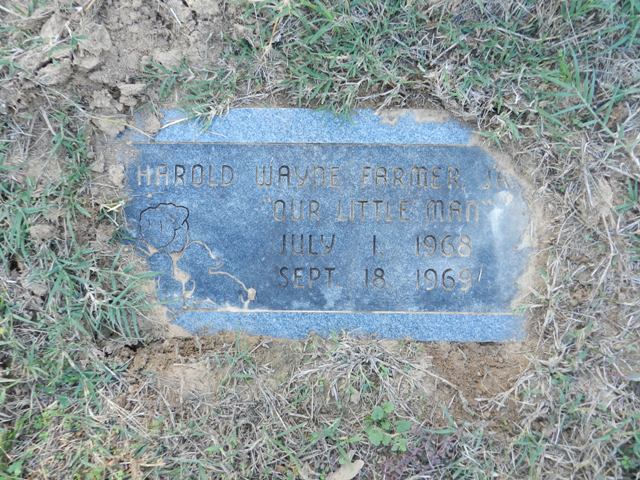 HAROLD WAYNE FARMER JR
"OUR LITTLE MAN"
JULY 1, 1968
SEPT. 18, 1969